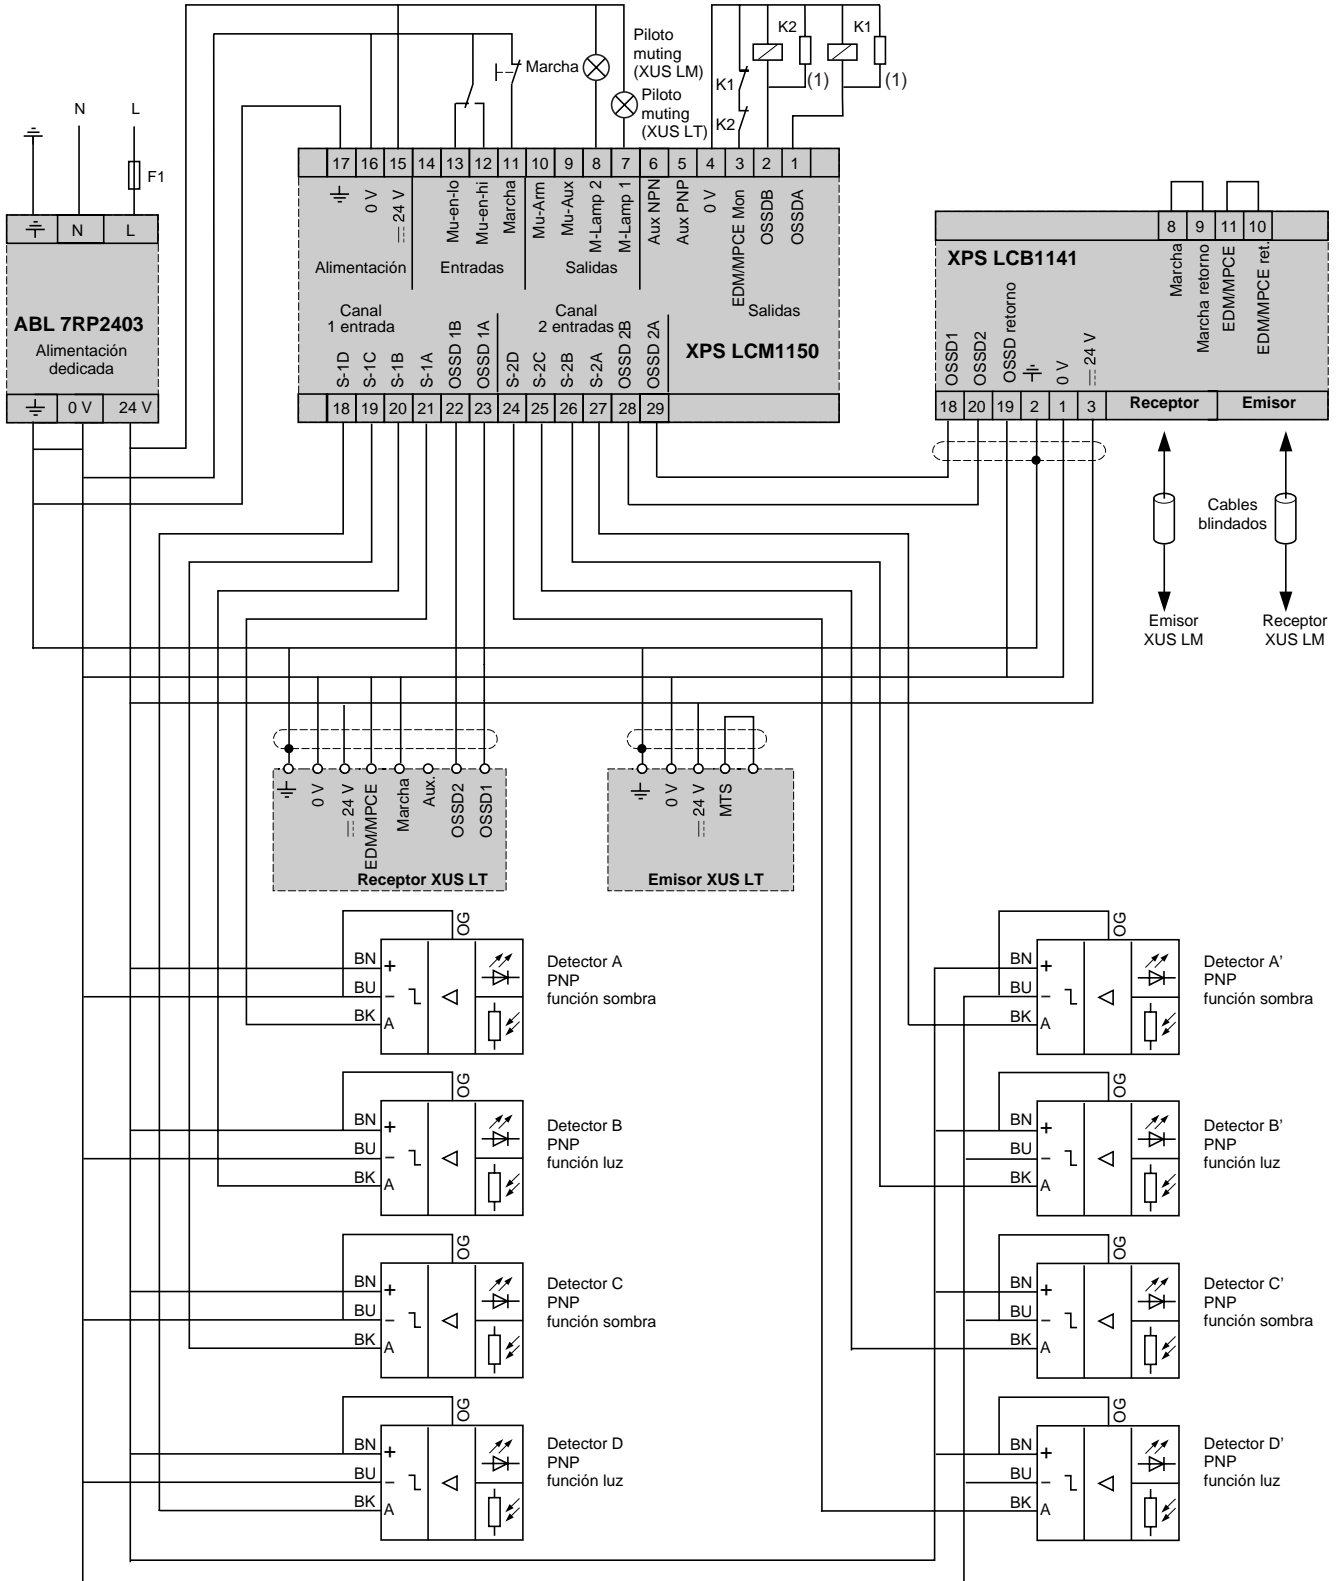 Piloto
muting
(XUS LM)
Piloto
muting
(XUS LT)
Marcha
K2
K1
(1)
(1)
K1
K2
N
L
F1
N
L
ABL 7RP2403
Alimentación
dedicada
0 V
24 V
17
16
15
14
13
12
11
10
9
8
7
6
5
4
3
2
1
0 V
24 V
Mu-en-lo
Mu-en-hi
Marcha
Mu-Arm
Mu-Aux
M-Lamp 2
M-Lamp 1
Aux NPN
Aux PNP
0 V
EDM/MPCE Mon
OSSDB
OSSDA
Alimentación
Entradas
Salidas
Salidas
Canal
1 entrada
Canal
2 entradas
XPS LCM1150
S-1D
S-1C
S-1B
S-1A
OSSD 1B
OSSD 1A
S-2D
S-2C
S-2B
S-2A
OSSD 2B
OSSD 2A
18
19
20
21
22
23
24
25
26
27
28
29
8
9
11
10
XPS LCB1141
Marcha
Marcha retorno
EDM/MPCE
EDM/MPCE ret.
OSSD1
OSSD2
OSSD retorno
0 V
24 V
18
20
19
2
1
3
Receptor
Emisor
Cables
blindados
Emisor
XUS LM
Receptor
XUS LM
0 V
24 V
EDM/MPCE
Marcha
Aux.
OSSD2
OSSD1
Receptor XUS LT
0 V
24 V
MTS
Emisor XUS LT
OG
BN
+
BU
−
BK
A
Detector A
PNP
función sombra
OG
BN
+
BU
−
BK
A
Detector A’
PNP
función sombra
OG
BN
+
BU
−
BK
A
Detector B
PNP
función luz
OG
BN
+
BU
−
BK
A
Detector B’
PNP
función luz
OG
BN
+
BU
−
BK
A
Detector C
PNP
función sombra
OG
BN
+
BU
−
BK
A
Detector C’
PNP
función sombra
OG
BN
+
BU
−
BK
A
Detector D
PNP
función luz
OG
BN
+
BU
−
BK
A
Detector D’
PNP
función luz